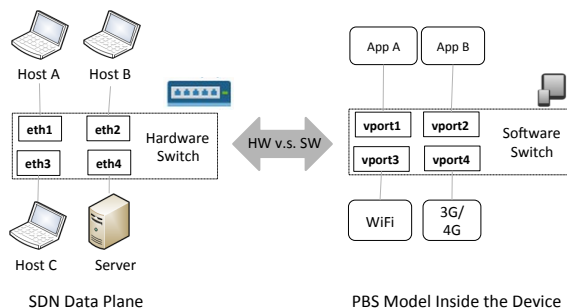 Host A
Host B
eth1
eth2
eth3
eth4
Hardware
Switch
Host C
Server
SDN Data Plane
HW v.s. SW
App A
App B
vport1
vport2
vport3
vport4
Software
Switch
WiFi
3G/
4G
PBS Model Inside the Device